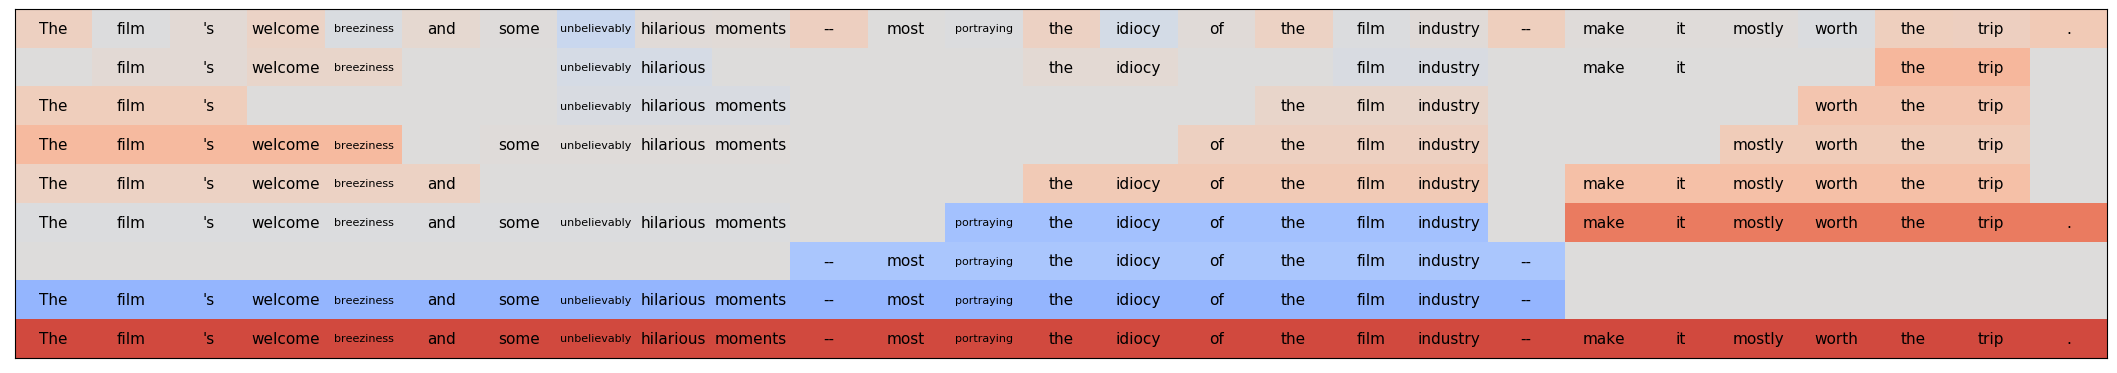 The film 's welcome breeziness and some unbelievably hilarious moments -- most portraying the idiocy of the film industry -- make it mostly worth the trip .
film 's welcome breeziness unbelievably hilarious the idiocy film industry make it the trip
The film 's unbelievably hilarious moments the film industry worth the trip
The film 's welcome breeziness some unbelievably hilarious moments of the film industry mostly worth the trip
The film 's welcome breeziness and the idiocy of the film industry make it mostly worth the trip
The film 's welcome breeziness and some unbelievably hilarious moments portraying the idiocy of the film industry make it mostly worth the trip .
-- most portraying the idiocy of the film industry --
The film 's welcome breeziness and some unbelievably hilarious moments -- most portraying the idiocy of the film industry --
The film 's welcome breeziness and some unbelievably hilarious moments -- most portraying the idiocy of the film industry -- make it mostly worth the trip .